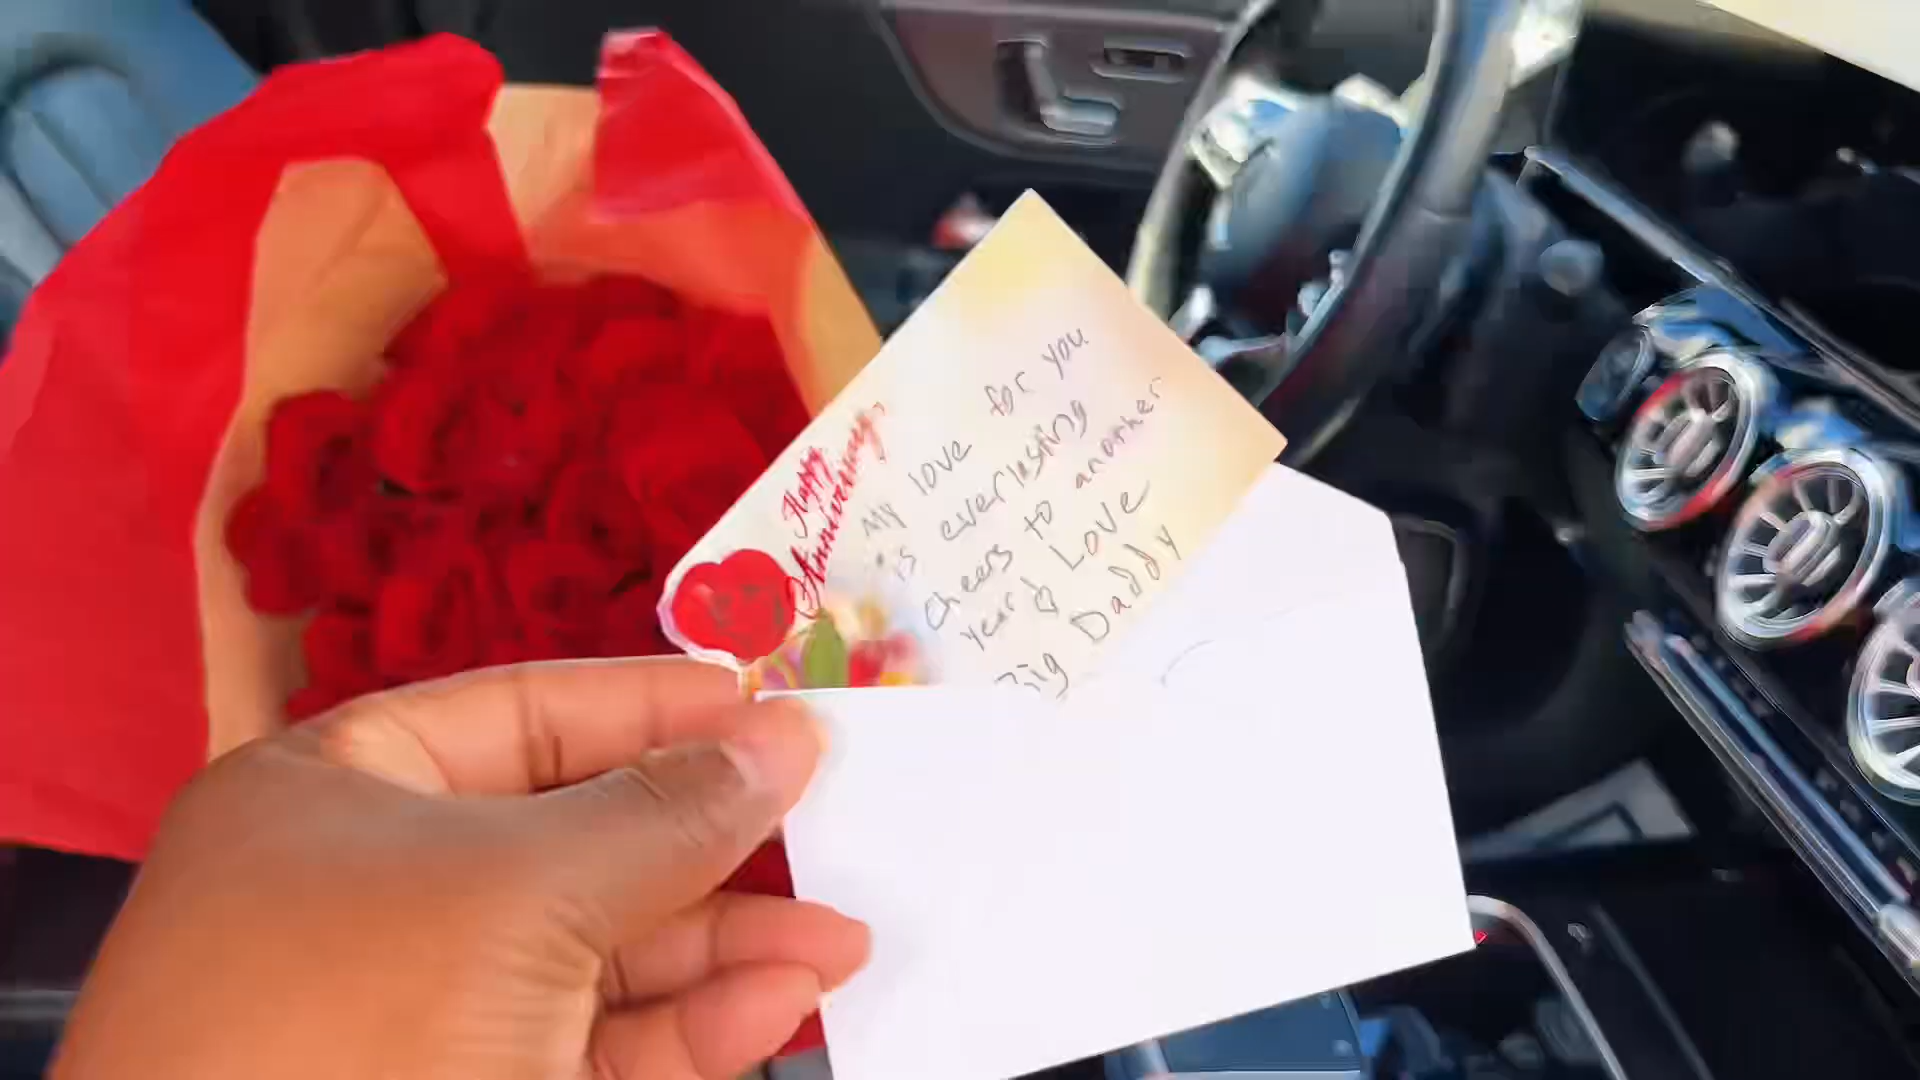 Happy
Anniversary
My love for you
is everlasting
Cheers to another
year
Love
Big Daddy